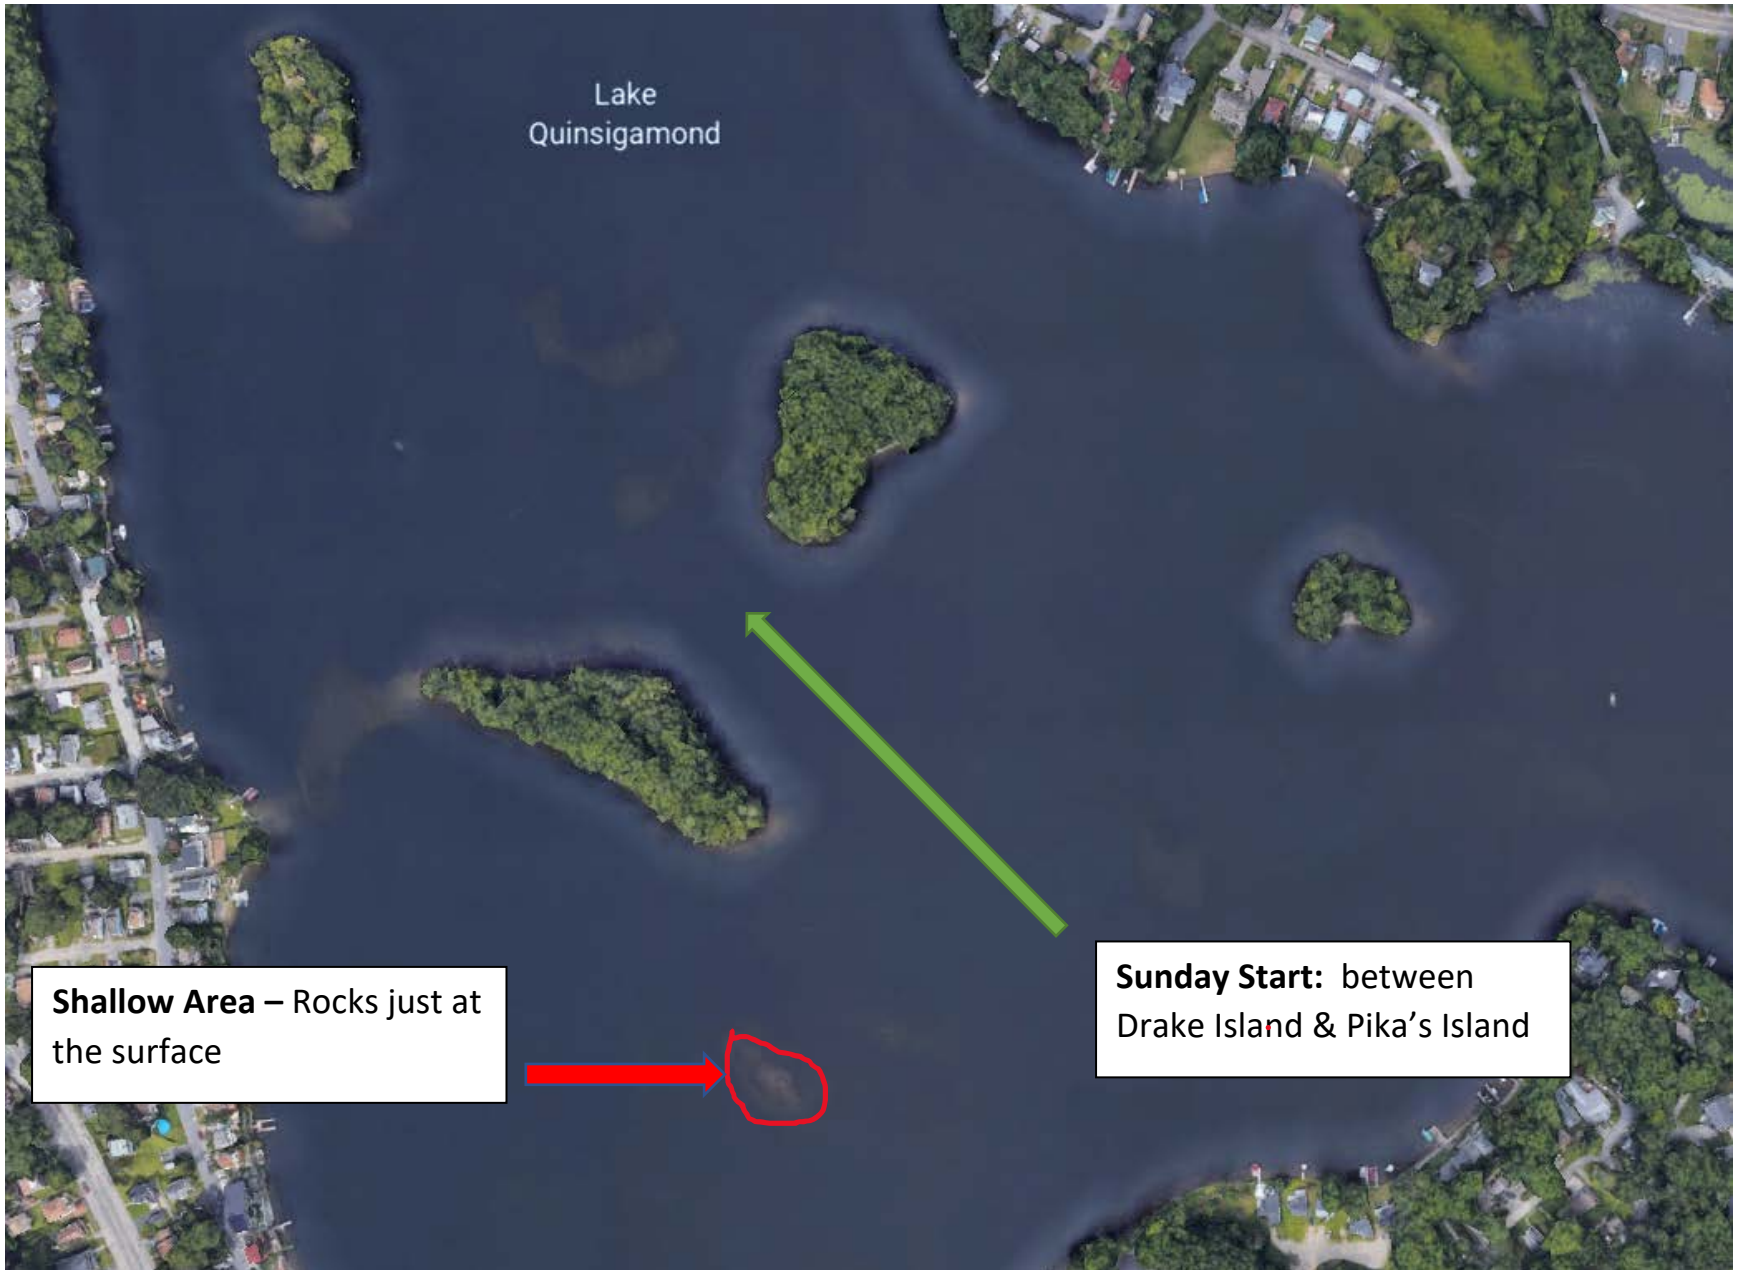 Lake
Quinsigamond
Shallow Area – Rocks just at
the surface
Sunday Start:  between
Drake Island & Pika’s Island